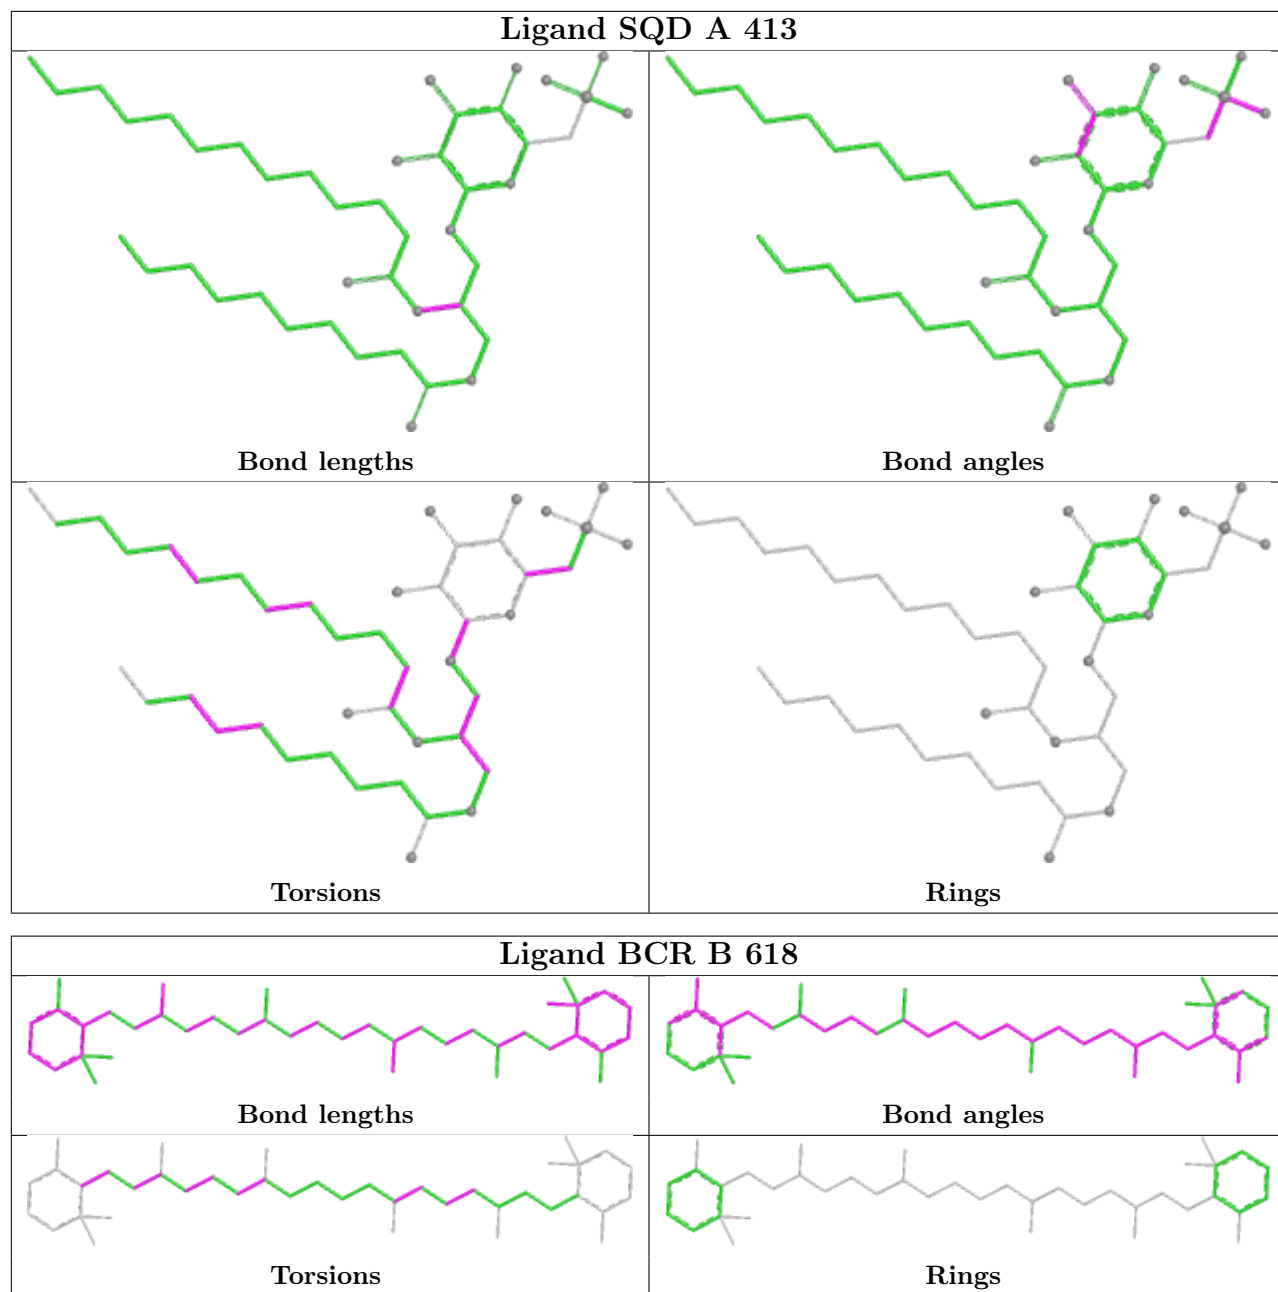 Ligand SQD A 413
Bond lengths
Bond angles
Torsions
Rings
Ligand BCR B 618
Bond lengths
Bond angles
Torsions
Rings